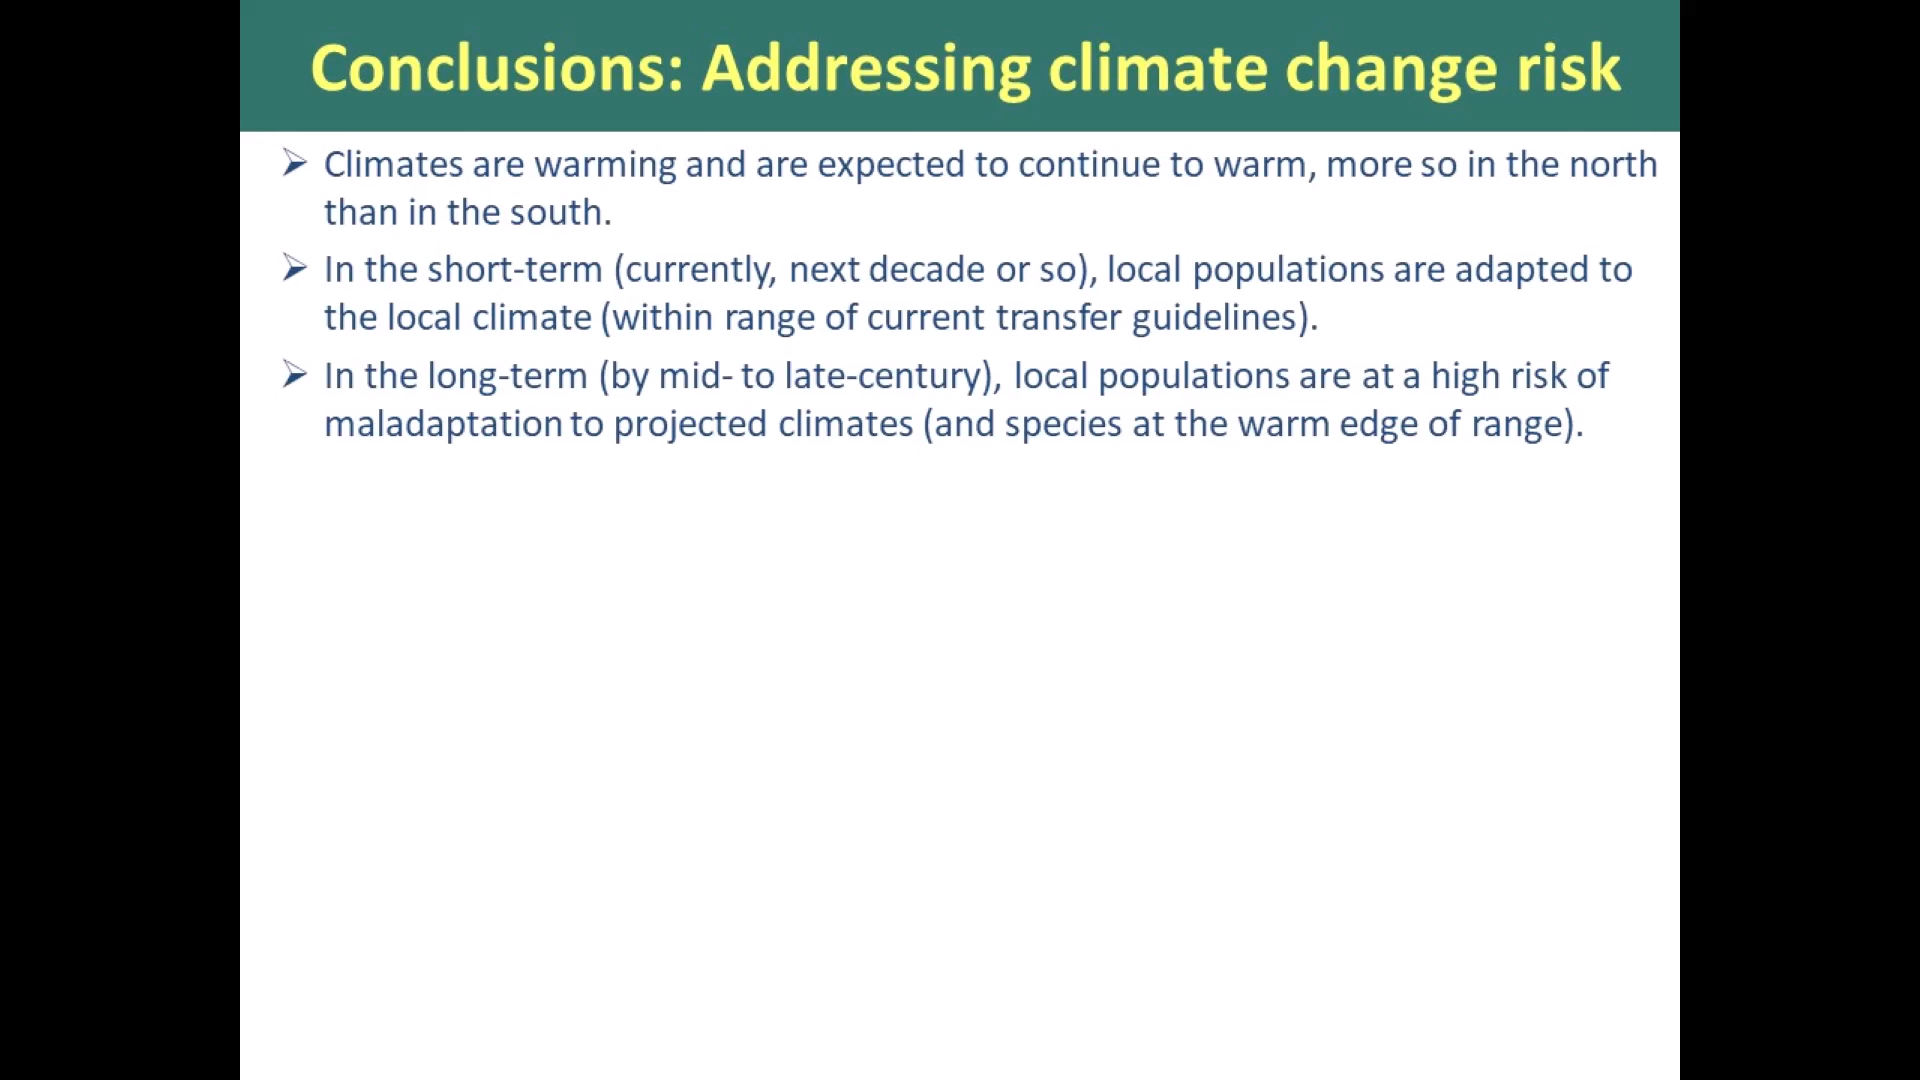 Conclusions: Addressing climate change risk
➢ Climates are warming and are expected to continue to warm, more so in the north
than in the south.
➢ In the short-term (currently, next decade or so), local populations are adapted to
the local climate (within range of current transfer guidelines).
➢ In the long-term (by mid- to late-century), local populations are at a high risk of
maladaptation to projected climates (and species at the warm edge of range).